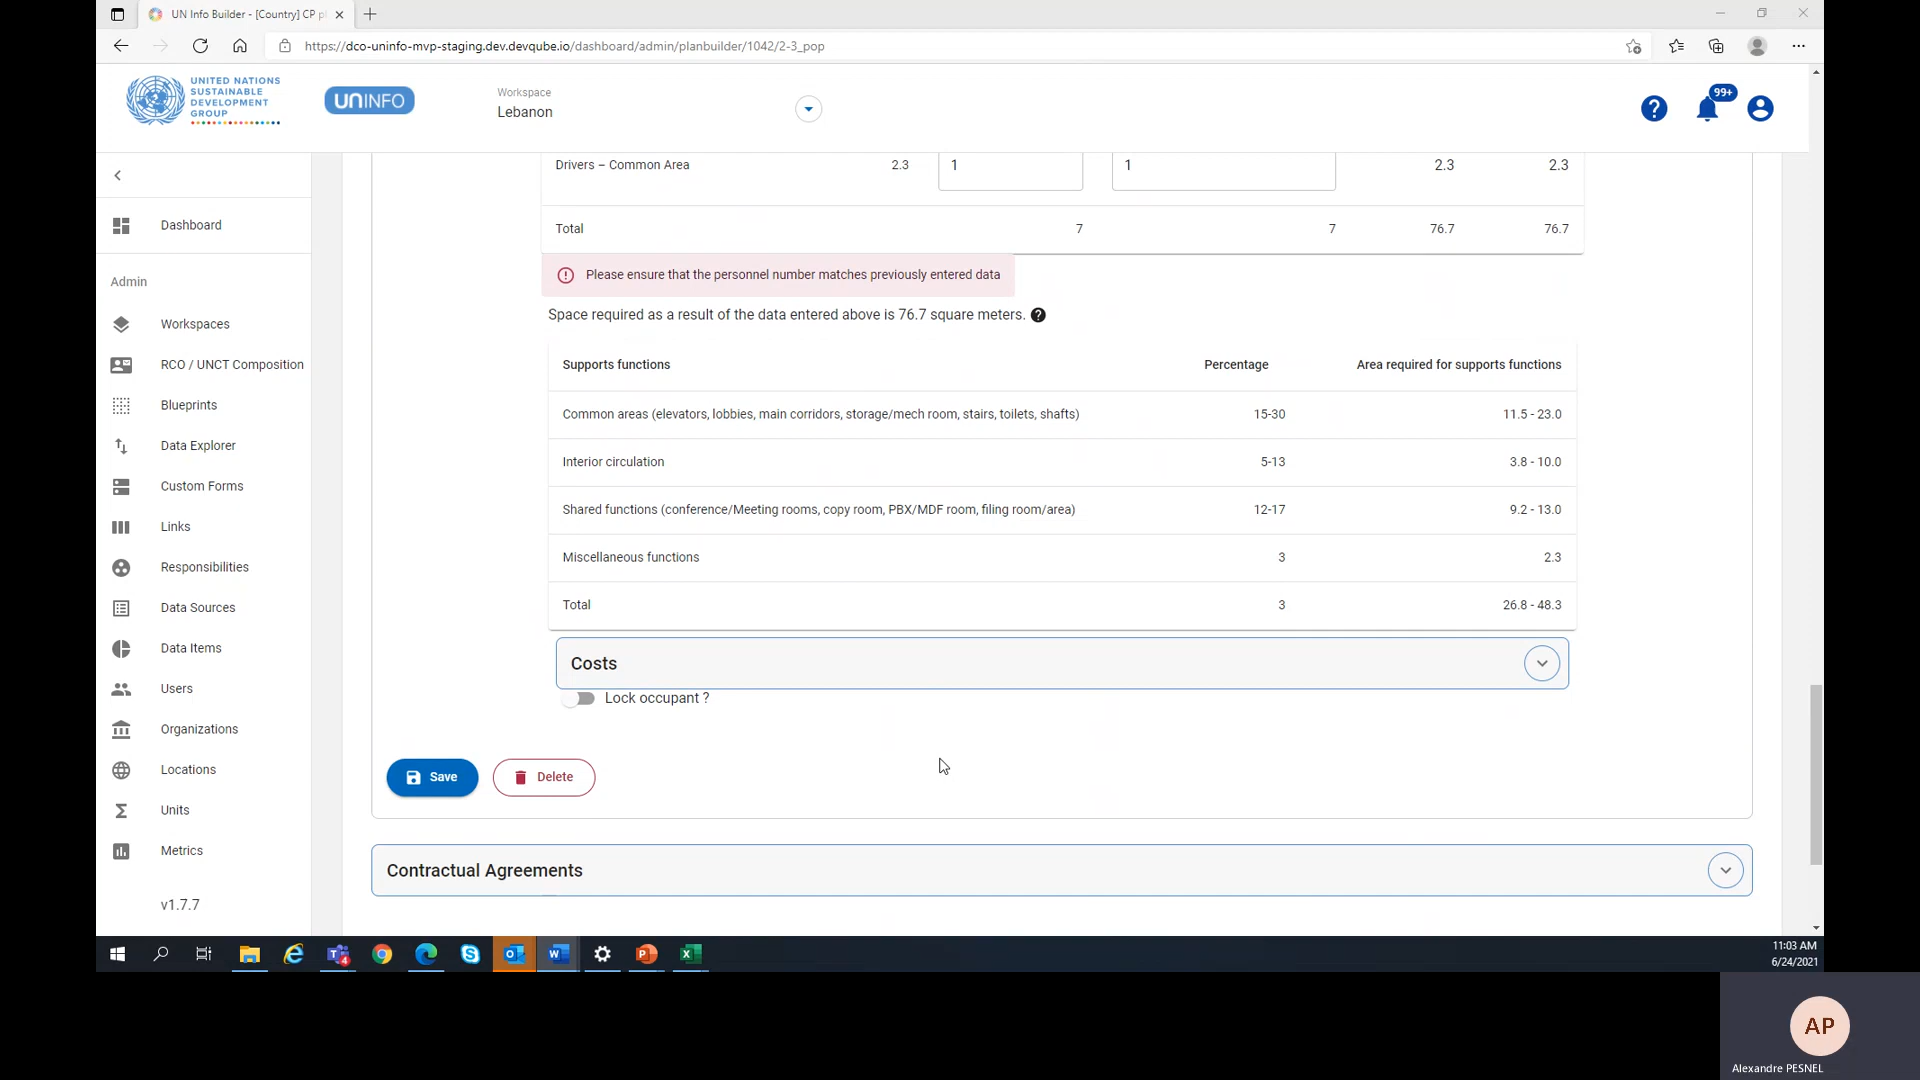 UN Info Builder - [Country] CP pl
https://dco-uninfo-mvp-staging.dev.devqube.io/dashboard/admin/planbuilder/1042/2-3_pop
UNITED NATIONS
SUSTAINABLE
DEVELOPMENT
GROUP
UNINFO
Workspace
Lebanon
99+
Dashboard
Admin
Workspaces
RCO / UNCT Composition
Blueprints
Data Explorer
Custom Forms
Links
Responsibilities
Data Sources
Data Items
Users
Organizations
Locations
Units
Metrics
v1.7.7
Drivers – Common Area 2.3 1 1 2.3 2.3
Total 7 7 76.7 76.7
Please ensure that the personnel number matches previously entered data
Space required as a result of the data entered above is 76.7 square meters. ?
Supports functions Percentage Area required for supports functions
Common areas (elevators, lobbies, main corridors, storage/mech room, stairs, toilets, shafts) 15-30 11.5 - 23.0
Interior circulation 5-13 3.8 - 10.0
Shared functions (conference/Meeting rooms, copy room, PBX/MDF room, filing room/area) 12-17 9.2 - 13.0
Miscellaneous functions 3 2.3
Total 3 26.8 - 48.3
Costs
Lock occupant ?
Save Delete
Contractual Agreements
11:03 AM
6/24/2021
AP
Alexandre PESNEL